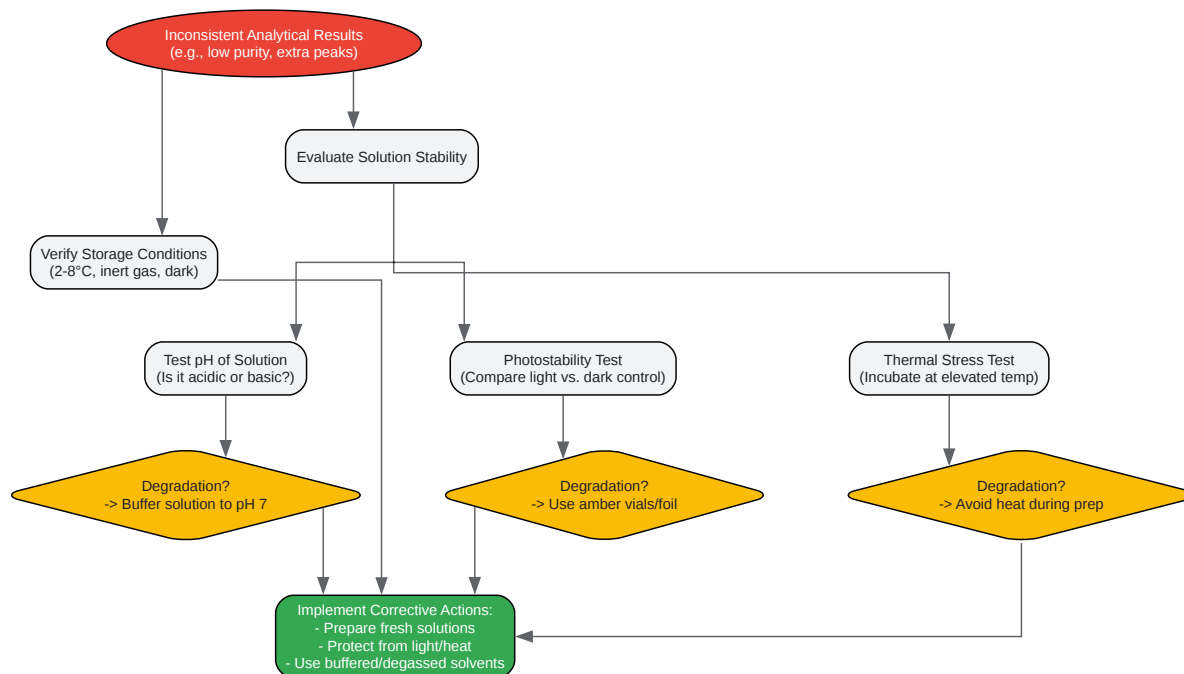 Inconsistent Analytical Results
(e.g., low purity, extra peaks)
Evaluate Solution Stability
Verify Storage Conditions
(2-8°C, inert gas, dark)
Test pH of Solution
(Is it acidic or basic?)
Photostability Test
(Compare light vs. dark control)
Thermal Stress Test
(Incubate at elevated temp)
Degradation?
-> Buffer solution to pH 7
Degradation?
-> Use amber vials/foil
Degradation?
-> Avoid heat during prep
Implement Corrective Actions:
- Prepare fresh solutions
- Protect from light/heat
- Use buffered/degassed solvents